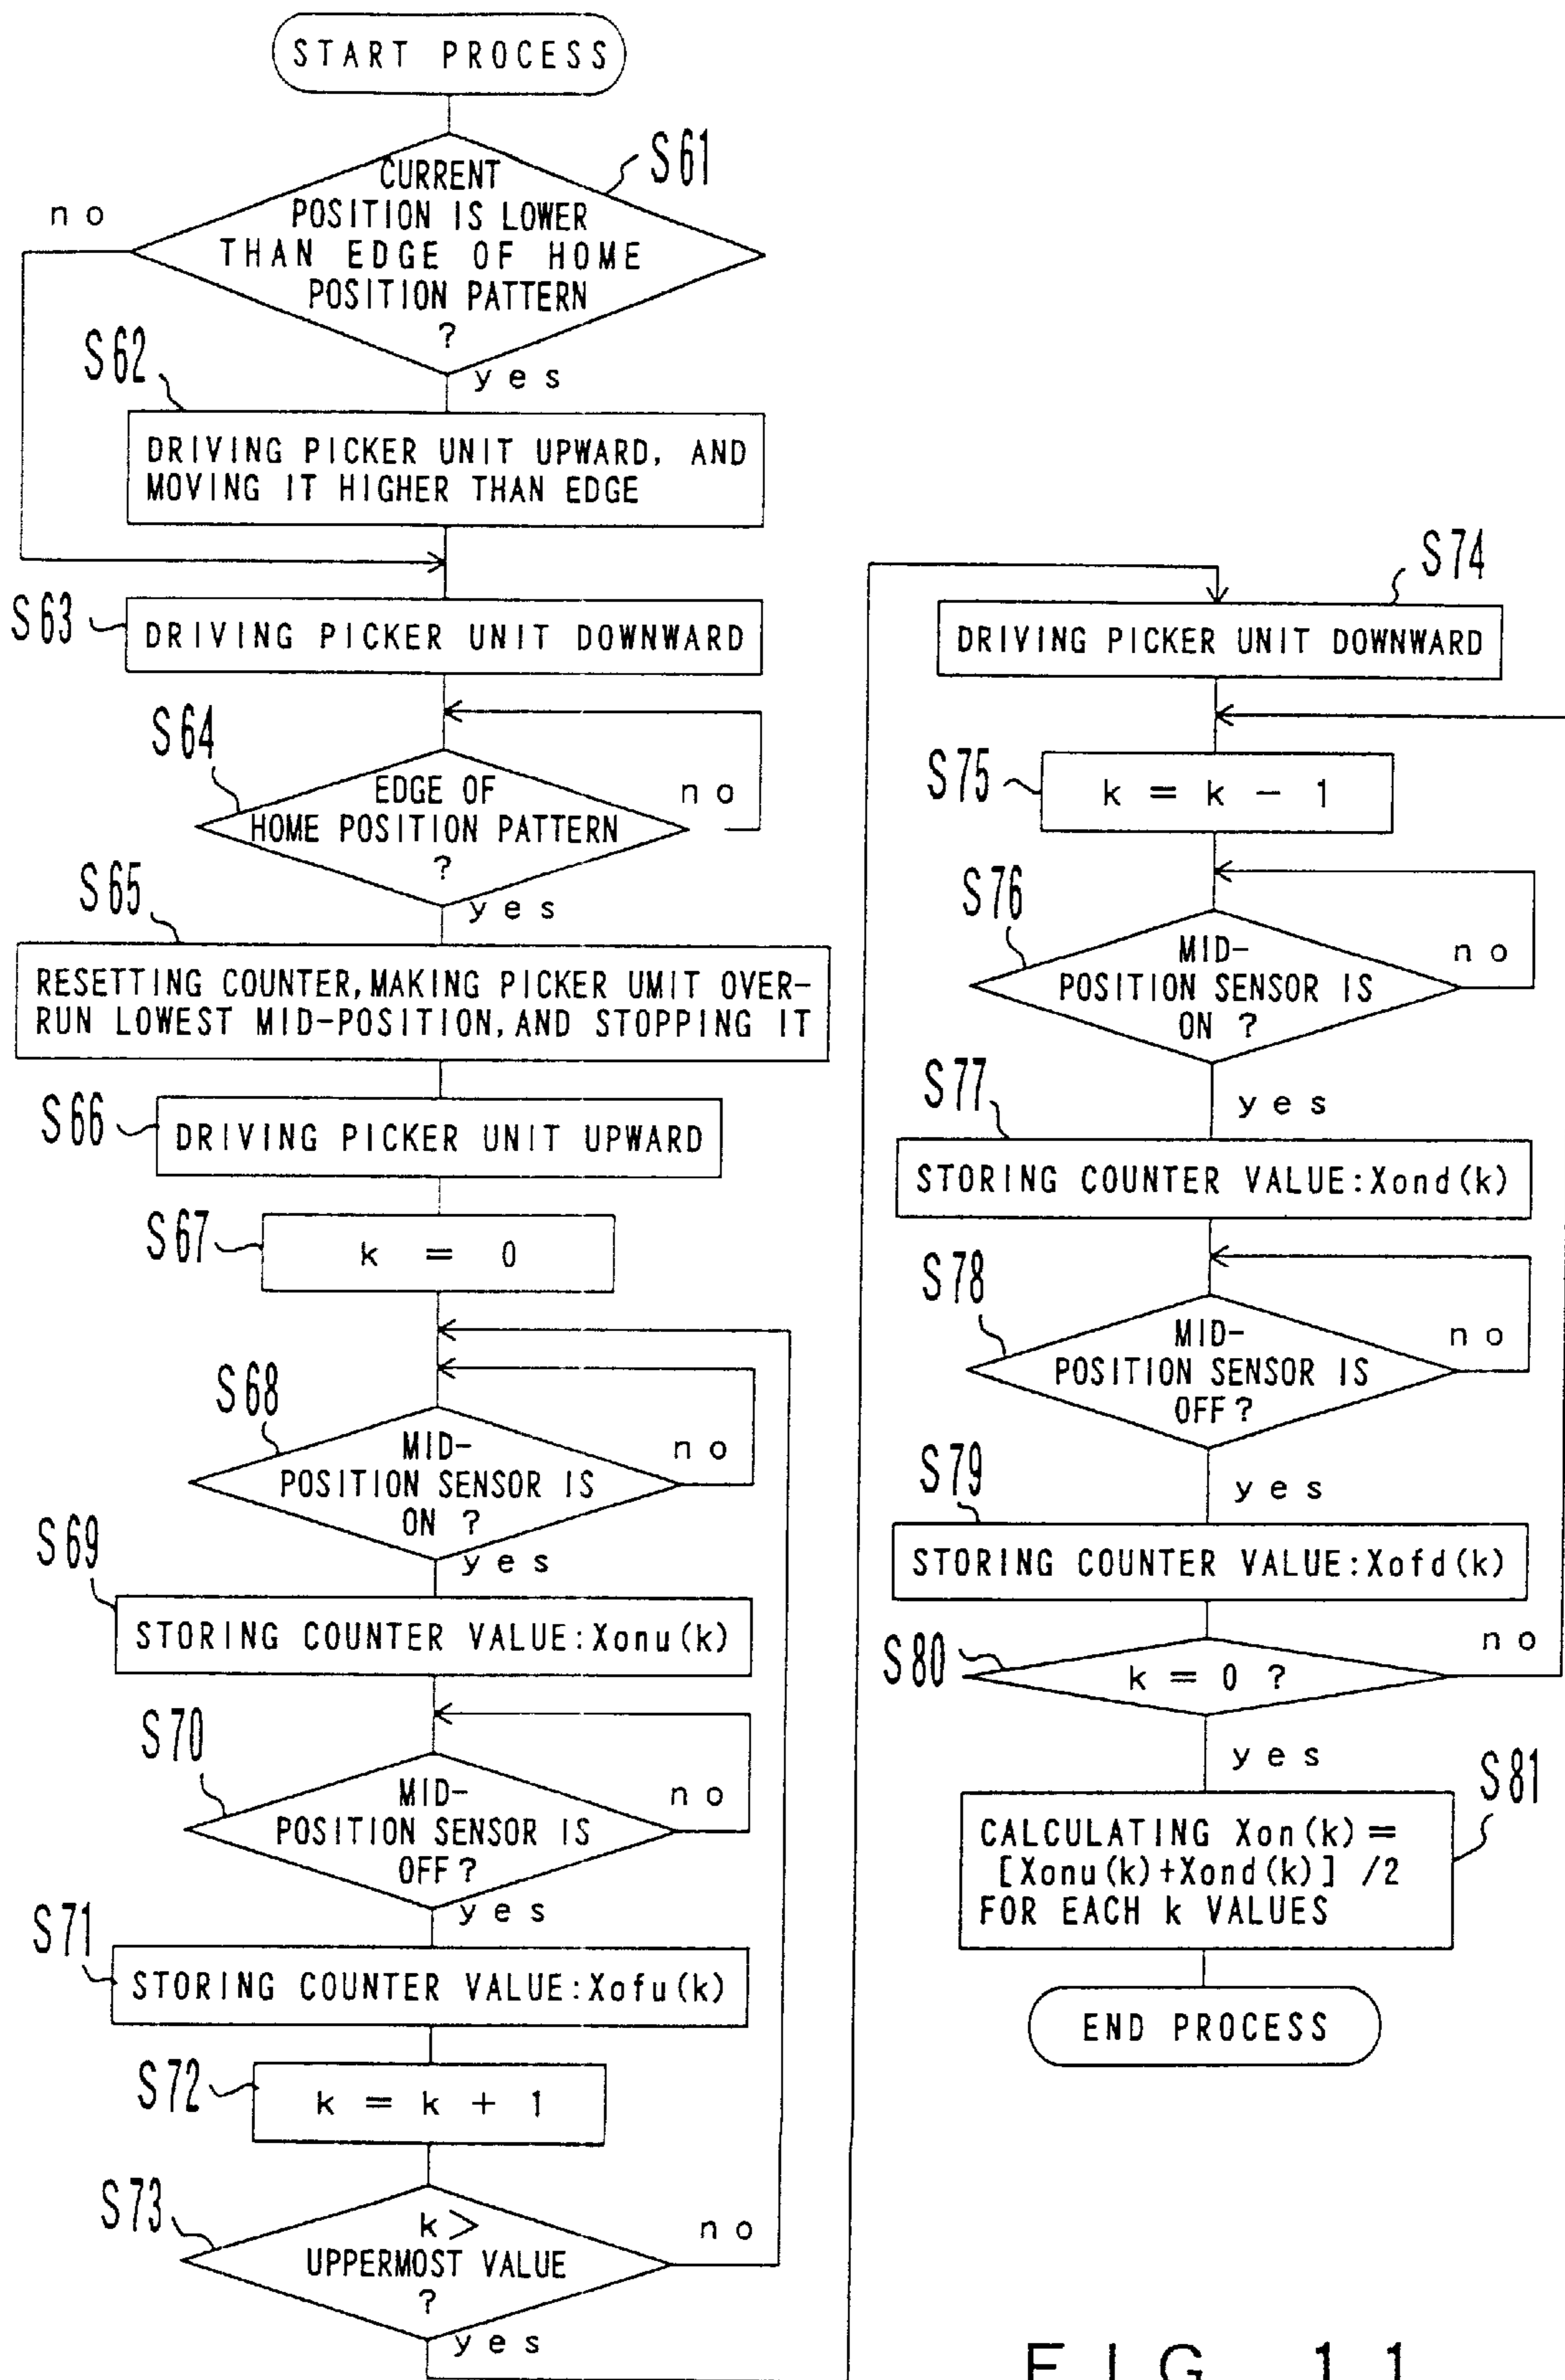 START PROCESS
S61
CURRENT
POSITION IS LOWER
THAN EDGE OF HOME
POSITION PATTERN
?
no
yes
S62
DRIVING PICKER UNIT UPWARD, AND
MOVING IT HIGHER THAN EDGE
S63
DRIVING PICKER UNIT DOWNWARD
S64
EDGE OF
HOME POSITION PATTERN
?
no
yes
S65
RESETTING COUNTER, MAKING PICKER UMIT OVER-
RUN LOWEST MID-POSITION, AND STOPPING IT
S66
DRIVING PICKER UNIT UPWARD
S67
k = 0
S68
MID-
POSITION SENSOR IS
ON ?
no
yes
S69
STORING COUNTER VALUE:Xonu(k)
S70
MID-
POSITION SENSOR IS
OFF?
no
yes
S71
STORING COUNTER VALUE:Xofu(k)
S72
k = k + 1
S73
k >
UPPERMOST VALUE
?
no
yes
S74
DRIVING PICKER UNIT DOWNWARD
S75
k = k - 1
S76
MID-
POSITION SENSOR IS
ON ?
no
yes
S77
STORING COUNTER VALUE:Xond(k)
S78
MID-
POSITION SENSOR IS
OFF?
no
yes
S79
STORING COUNTER VALUE:Xofd(k)
S80
k = 0 ?
no
yes
S81
CALCULATING Xon(k)=
[Xonu(k)+Xond(k)] /2
FOR EACH k VALUES
END PROCESS
FIG. 11